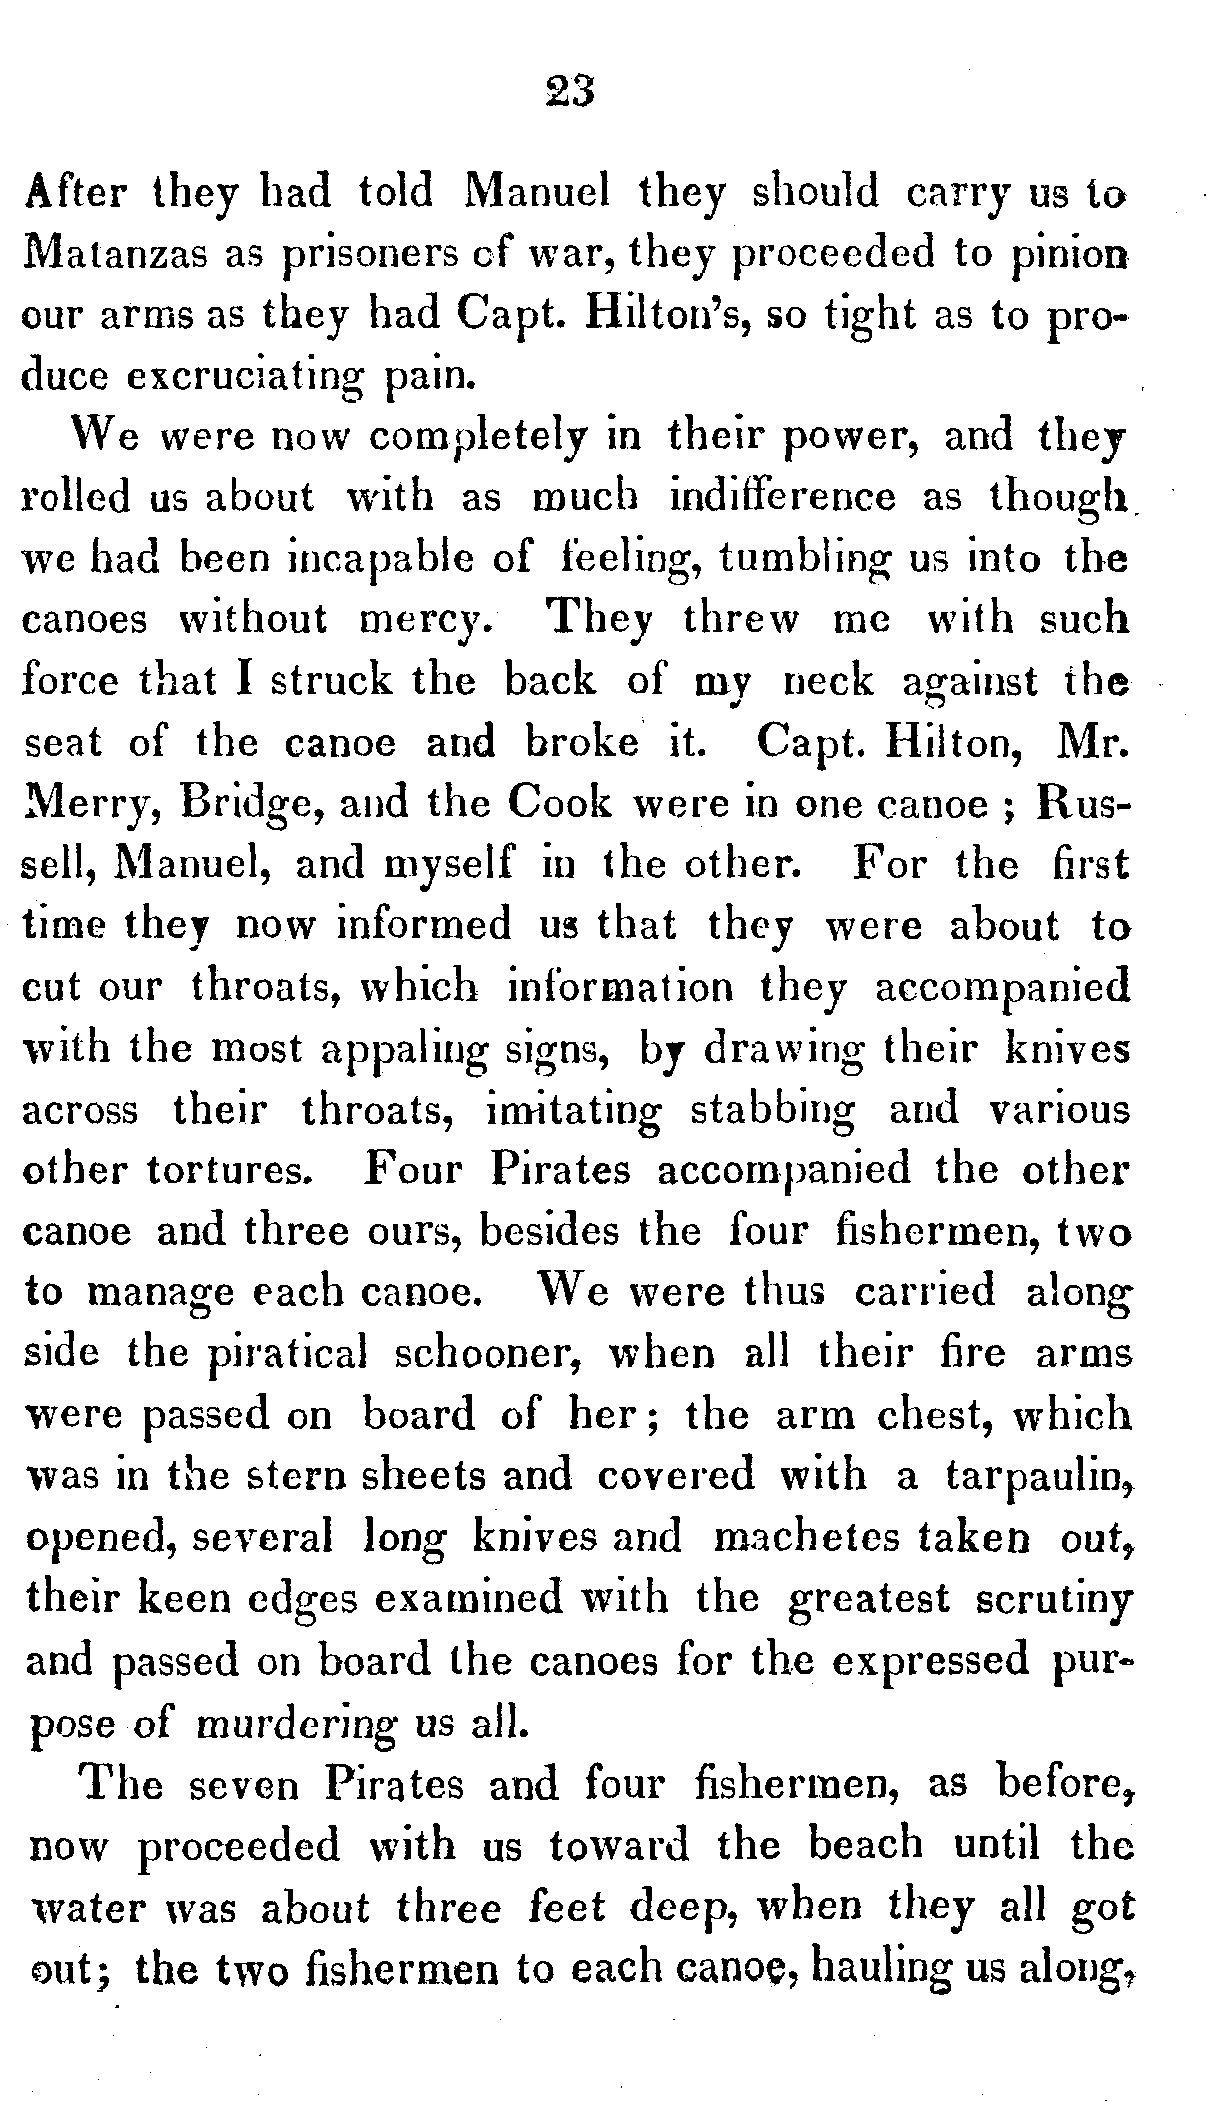 23
After they had told Manuel they should carry us to
Matanzas as prisoners of war, they proceeded to pinion
our arms as they had Capt. Hilton's, so tight as to pro-
duce excruciating pain.
We were now completely in their power, and they
rolled us about with as much indifference as though
we had been incapable of feeling, tumbling us into the
canoes without mercy. They threw me with such
force that I struck the back of my neck against the
seat of the canoe and broke it. Capt. Hilton, Mr.
Merry, Bridge, and the Cook were in one canoe ; Rus-
sell, Manuel, and myself in the other. For the first
time they now informed us that they were about to
cut our throats, which information they accompanied
with the most appaling signs, by drawing their knives
across their throats, imitating stabbing and various
other tortures. Four Pirates accompanied the other
canoe and three ours, besides the four fishermen, two
to manage each canoe. We were thus carried along
side the piratical schooner, when all their fire arms
were passed on board of her ; the arm chest, which
was in the stern sheets and covered with a tarpaulin,
opened, several long knives and machetes taken out,
their keen edges examined with the greatest scrutiny
and passed on board the canoes for the expressed pur-
pose of murdering us all.
The seven Pirates and four fishermen, as before,
now proceeded with us toward the beach until the
water was about three feet deep, when they all got
out; the two fishermen to each canoe, hauling us along,